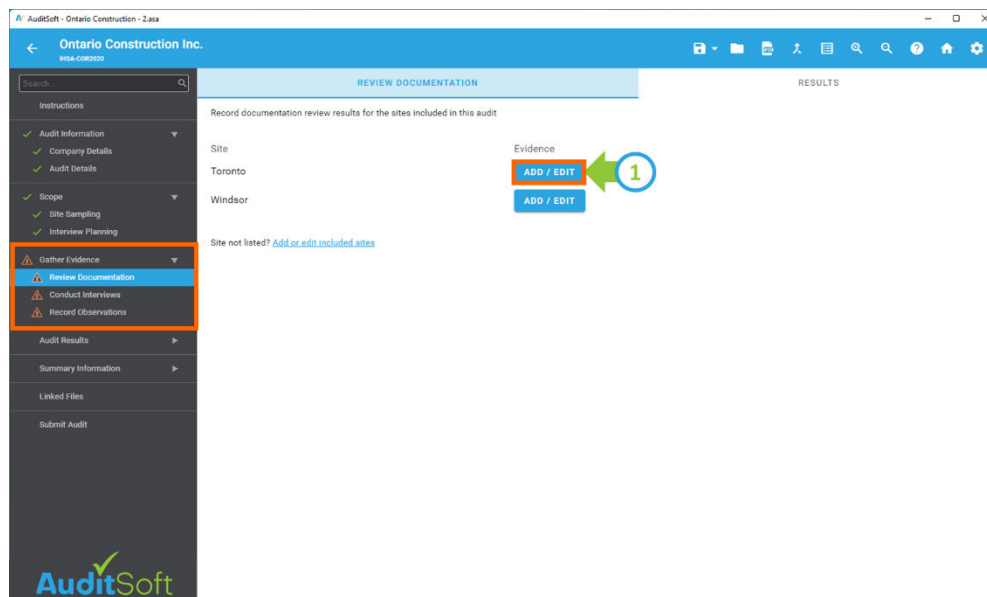 AuditSoft - Ontario Construction - 2.asa
Ontario Construction Inc.
IHSA-COR2020
Search...
Instructions
Audit Information
Company Details
Audit Details
Scope
Site Sampling
Interview Planning
Gather Evidence
Review Documentation
Conduct Interviews
Record Observations
Audit Results
Summary Information
Linked Files
Submit Audit
AuditSoft
REVIEW DOCUMENTATION RESULTS
Record documentation review results for the sites included in this audit
Site Evidence
Toronto ADD / EDIT 1
Windsor ADD / EDIT
Site not listed? Add or edit included sites